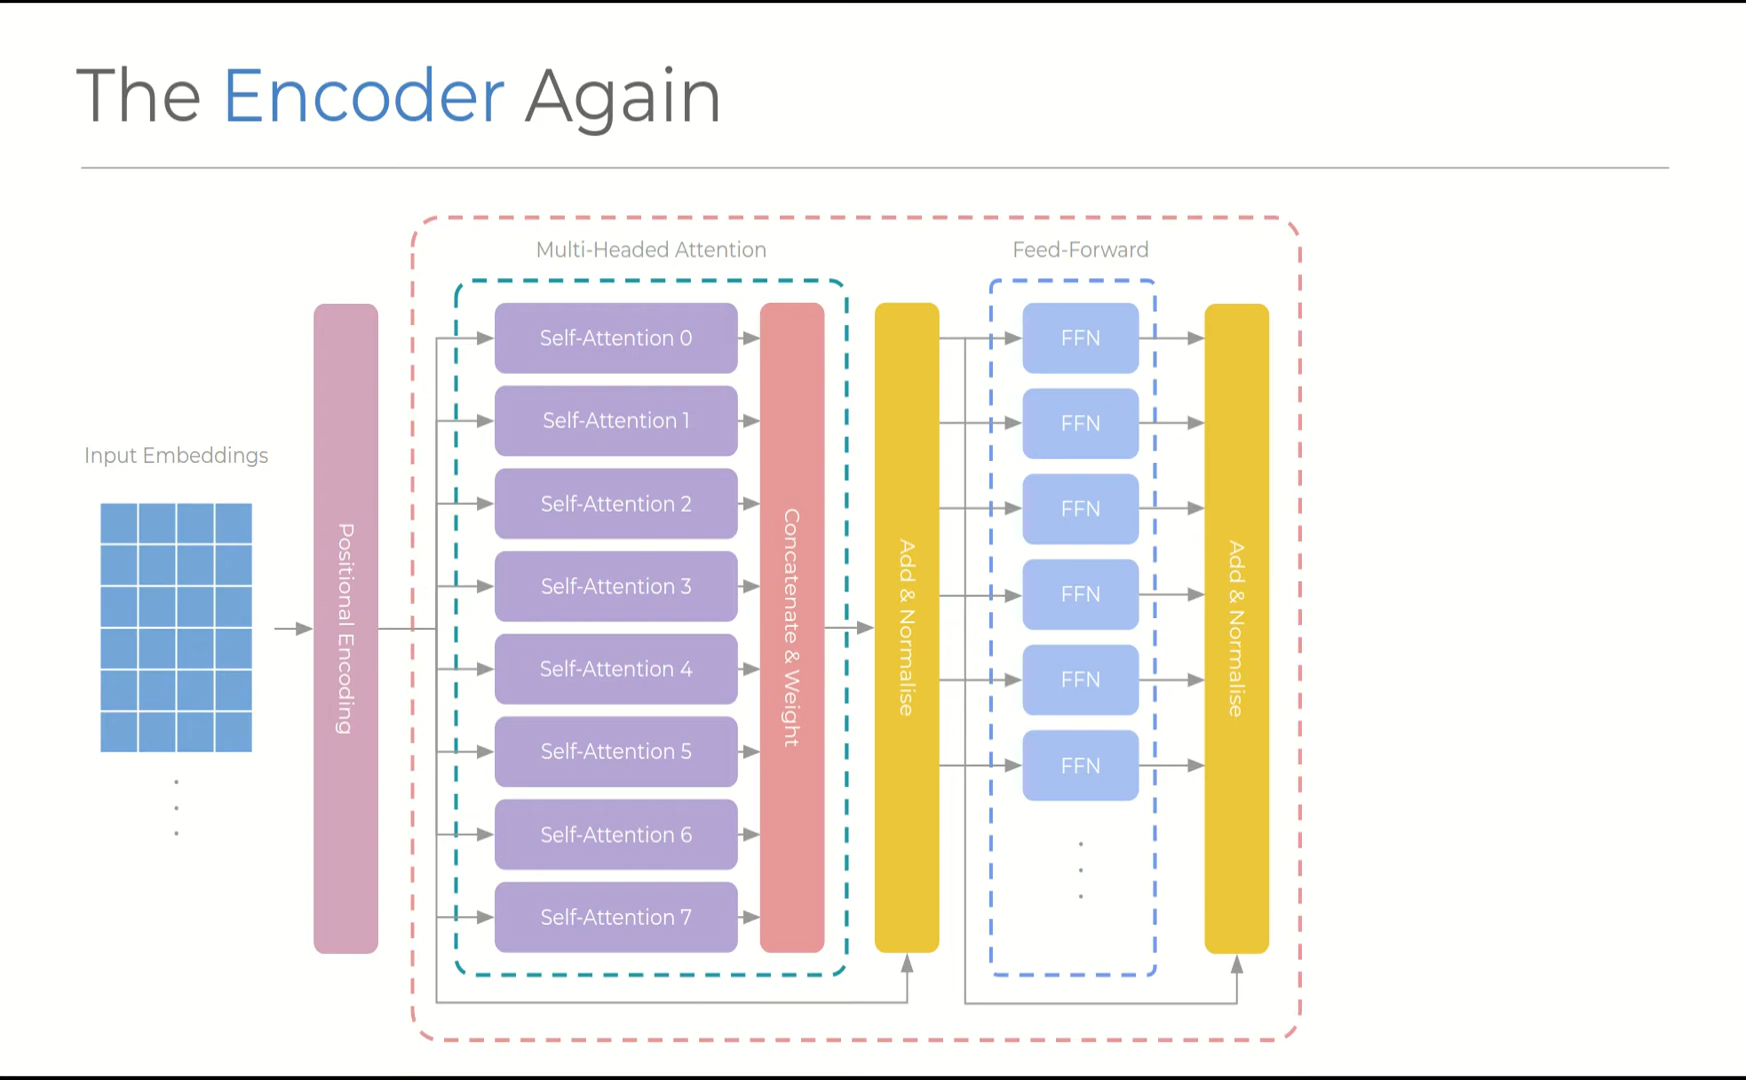 The Encoder Again
Multi-Headed Attention
Feed-Forward
Input Embeddings
Positional Encoding
Self-Attention 0
Self-Attention 1
Self-Attention 2
Self-Attention 3
Self-Attention 4
Self-Attention 5
Self-Attention 6
Self-Attention 7
Concatenate & Weight
Add & Normalise
FFN
FFN
FFN
FFN
FFN
FFN
Add & Normalise